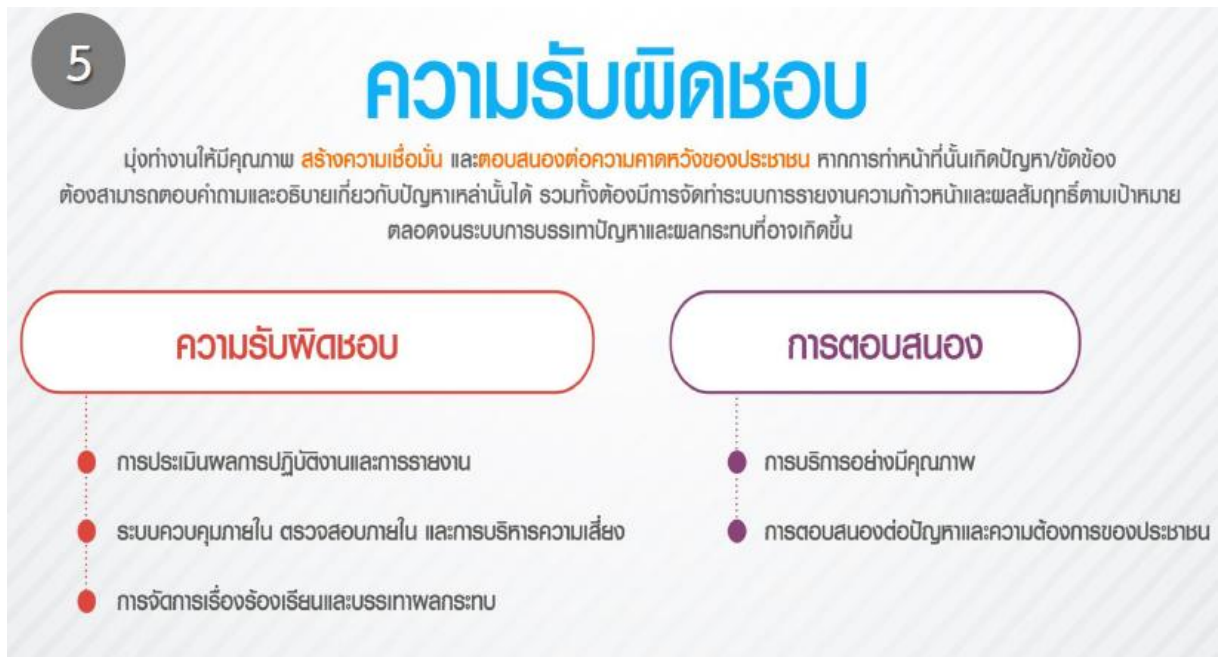 5
ความรับผิดชอบ
มุ่งทำงานให้มีคุณภาพ สร้างความเชื่อมั่น และตอบสนองต่อความคาดหวังของประชาชน หากการทำหน้าที่นั้นเกิดปัญหา/ขัดข้อง
ต้องสามารถตอบคำถามและอธิบายเกี่ยวกับปัญหาเหล่านั้นได้ รวมทั้งต้องมีการจัดทำระบบการรายงานความก้าวหน้าและผลสัมฤทธิ์ตามเป้าหมาย
ตลอดจนระบบการบรรเทาปัญหาและผลกระทบที่อาจเกิดขึ้น
ความรับผิดชอบ
การประเมินผลการปฏิบัติงานและการรายงาน
ระบบควบคุมภายใน ตรวจสอบภายใน และการบริหารความเสี่ยง
การจัดการเรื่องร้องเรียนและบรรเทาผลกระทบ
การตอบสนอง
การบริการอย่างมีคุณภาพ
การตอบสนองต่อปัญหาและความต้องการของประชาชน